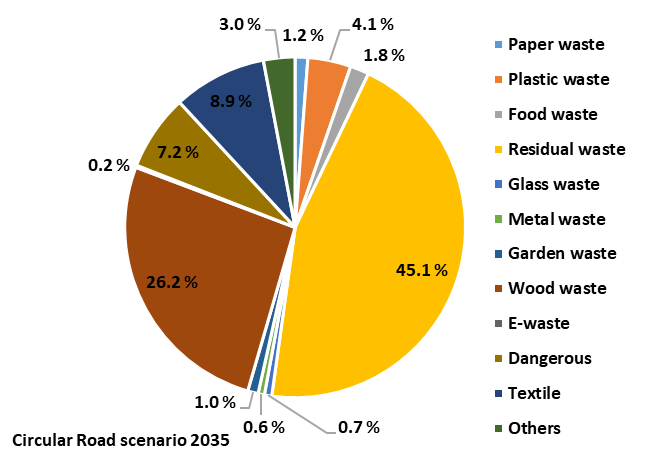 3.0 %
1.2 %
4.1 %
1.8 %
8.9 %
7.2 %
0.2 %
45.1 %
26.2 %
1.0 %
0.6 %
0.7 %
Circular Road scenario 2035
Paper waste
Plastic waste
Food waste
Residual waste
Glass waste
Metal waste
Garden waste
Wood waste
E-waste
Dangerous
Textile
Others